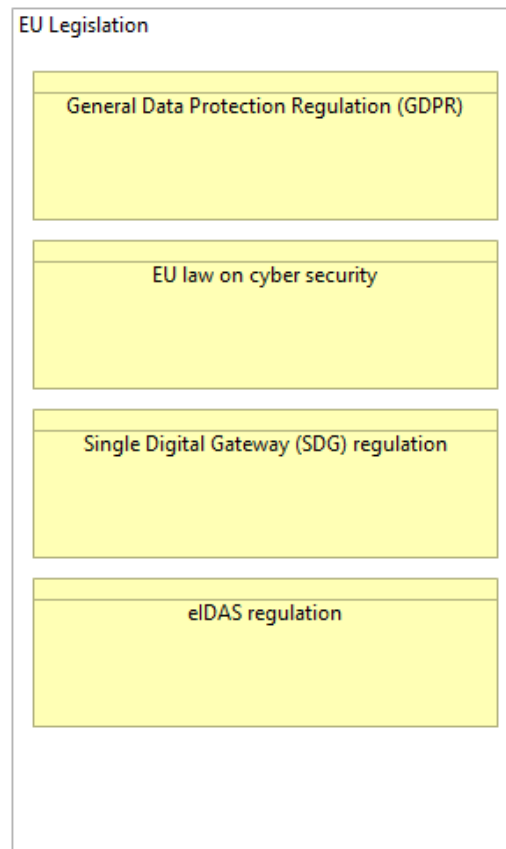 EU Legislation
General Data Protection Regulation (GDPR)
EU law on cyber security
Single Digital Gateway (SDG) regulation
eIDAS regulation